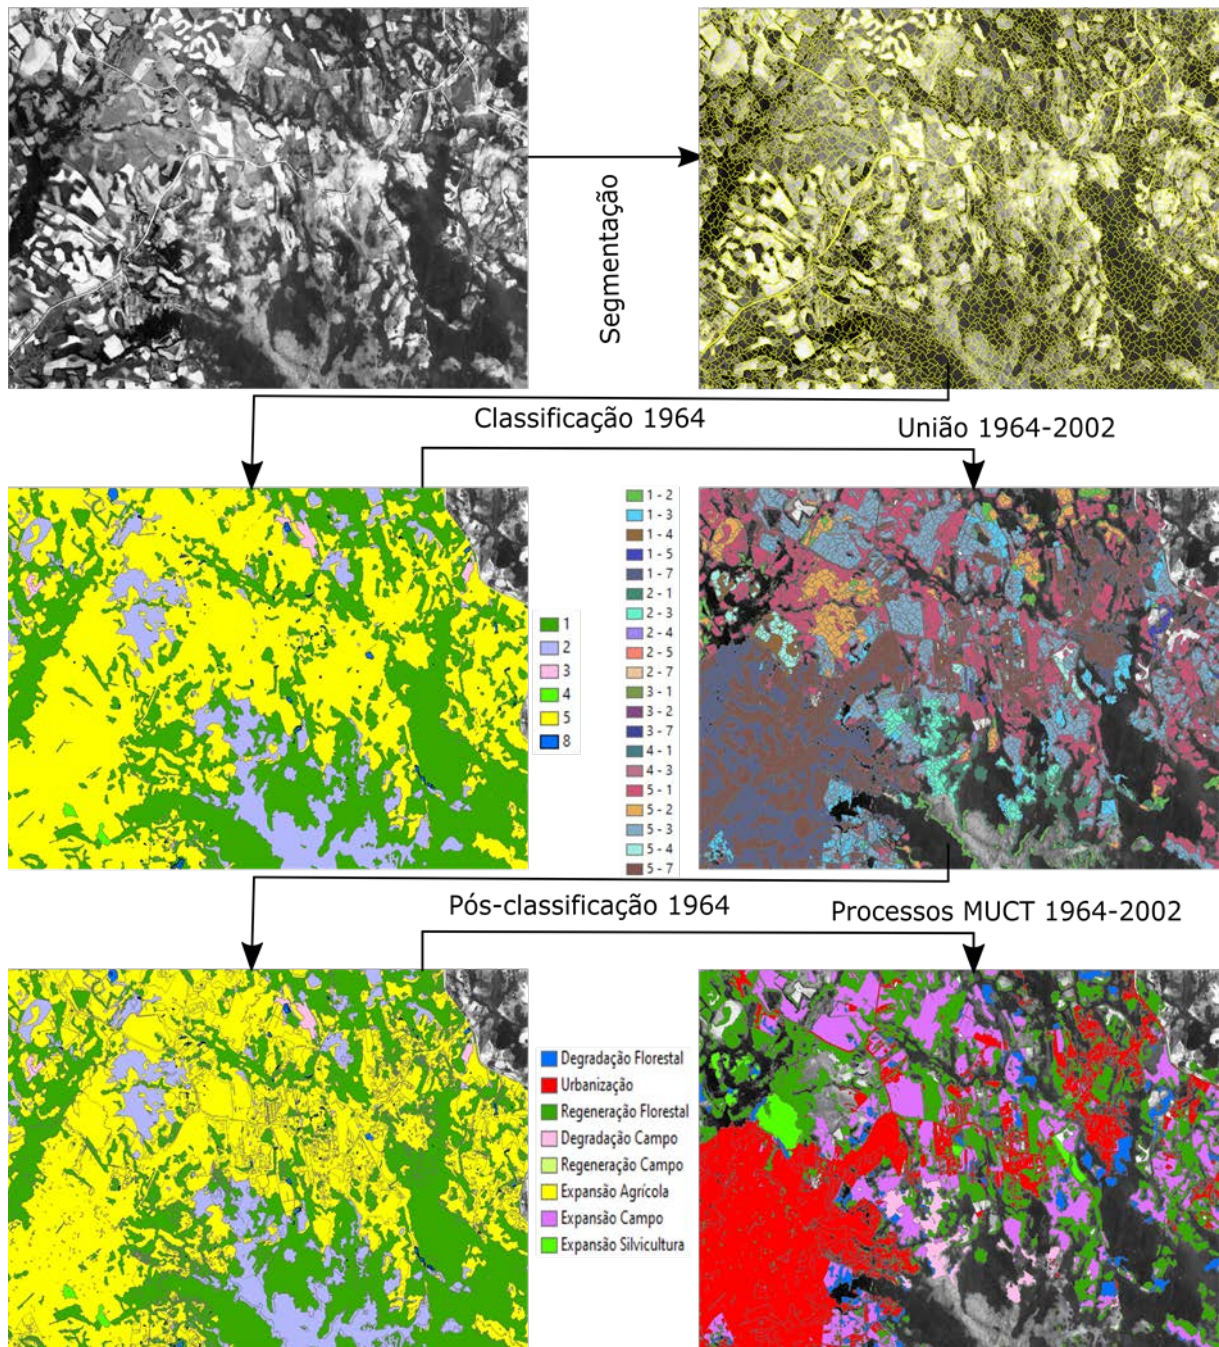 Segmentação
Classificação 1964
União 1964-2002
1
2
3
4
5
8
1 - 2
1 - 3
1 - 4
1 - 5
1 - 7
2 - 1
2 - 3
2 - 4
2 - 5
2 - 7
3 - 1
3 - 2
3 - 7
4 - 1
4 - 3
5 - 1
5 - 2
5 - 3
5 - 4
5 - 7
Pós-classificação 1964
Processos MUCT 1964-2002
Degradação Florestal
Urbanização
Regeneração Florestal
Degradação Campo
Regeneração Campo
Expansão Agrícola
Expansão Campo
Expansão Silvicultura